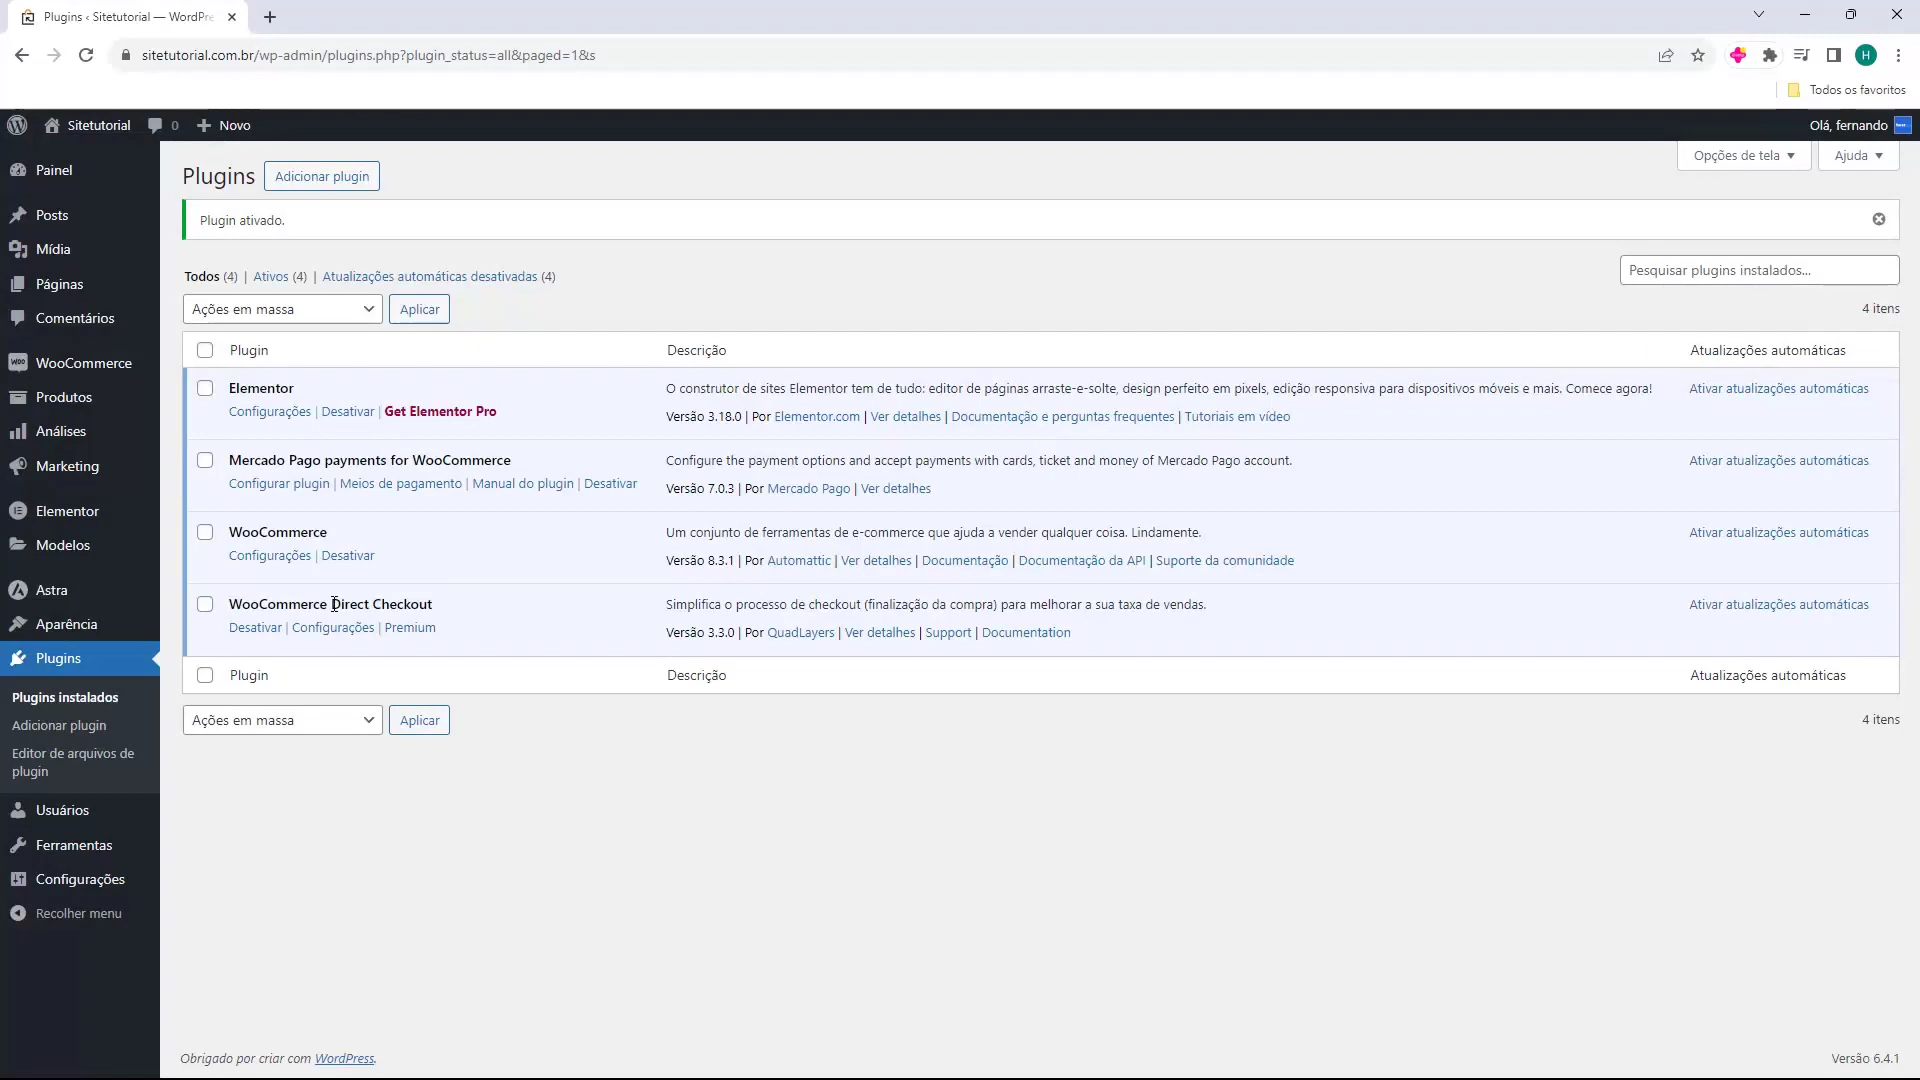 Plugins ‹ Sitetutorial — WordPre
sitetutorial.com.br/wp-admin/plugins.php?plugin_status=all&paged=1&s
H
Todos os favoritos
Sitetutorial 0 Novo
Olá, fernando
Painel
Posts
Mídia
Páginas
Comentários
WooCommerce
Produtos
Análises
Marketing
Elementor
Modelos
Astra
Aparência
Plugins
Plugins instalados
Adicionar plugin
Editor de arquivos de
plugin
Usuários
Ferramentas
Configurações
Recolher menu
Opções de tela
Ajuda
Plugins
Adicionar plugin
Plugin ativado.
Todos (4) | Ativos (4) | Atualizações automáticas desativadas (4)
Pesquisar plugins instalados...
Ações em massa
Aplicar
4 itens
Plugin Descrição Atualizações automáticas
Elementor
Configurações | Desativar | Get Elementor Pro
O construtor de sites Elementor tem de tudo: editor de páginas arraste-e-solte, design perfeito em pixels, edição responsiva para dispositivos móveis e mais. Comece agora!
Versão 3.18.0 | Por Elementor.com | Ver detalhes | Documentação e perguntas frequentes | Tutoriais em vídeo
Ativar atualizações automáticas
Mercado Pago payments for WooCommerce
Configurar plugin | Meios de pagamento | Manual do plugin | Desativar
Configure the payment options and accept payments with cards, ticket and money of Mercado Pago account.
Versão 7.0.3 | Por Mercado Pago | Ver detalhes
Ativar atualizações automáticas
WooCommerce
Configurações | Desativar
Um conjunto de ferramentas de e-commerce que ajuda a vender qualquer coisa. Lindamente.
Versão 8.3.1 | Por Automattic | Ver detalhes | Documentação | Documentação da API | Suporte da comunidade
Ativar atualizações automáticas
WooCommerce Direct Checkout
Desativar | Configurações | Premium
Simplifica o processo de checkout (finalização da compra) para melhorar a sua taxa de vendas.
Versão 3.3.0 | Por QuadLayers | Ver detalhes | Support | Documentation
Ativar atualizações automáticas
Plugin Descrição Atualizações automáticas
Ações em massa
Aplicar
4 itens
Obrigado por criar com WordPress.
Versão 6.4.1